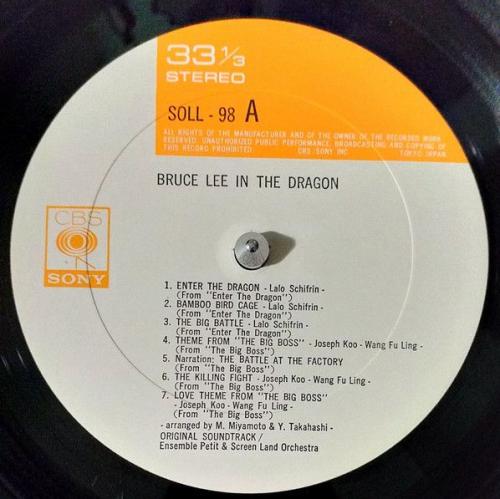 33 1/3
STEREO
SOLL - 98 A
ALL RIGHTS OF THE MANUFACTURER AND OF THE OWNER OF THE RECORDED WORK
RESERVED. UNAUTHORIZED PUBLIC PERFORMANCE, BROADCASTING AND COPYING OF
THIS RECORD PROHIBITED CBS/SONY INC. TOKYO JAPAN
BRUCE LEE IN THE DRAGON
CBS
SONY
1. ENTER THE DRAGON - Lalo Schifrin -
(From "Enter The Dragon")
2. BAMBOO BIRD CAGE - Lalo Schifrin -
(From "Enter The Dragon")
3. THE BIG BATTLE - Lalo Schifrin -
(From "Enter The Dragon")
4. THEME FROM "THE BIG BOSS" - Joseph Koo - Wang Fu Ling -
(From "The Big Boss")
5. Narration: THE BATTLE AT THE FACTORY
(From "The Big Boss")
6. THE KILLING FIGHT - Joseph Koo - Wang Fu Ling -
(From "The Big Boss")
7. LOVE THEME FROM "THE BIG BOSS"
- Joseph Koo - Wang Fu Ling -
(From "The Big Boss")
- arranged by M. Miyamoto & Y. Takahashi -
ORIGINAL SOUNDTRACK /
Ensemble Petit & Screen Land Orchestra